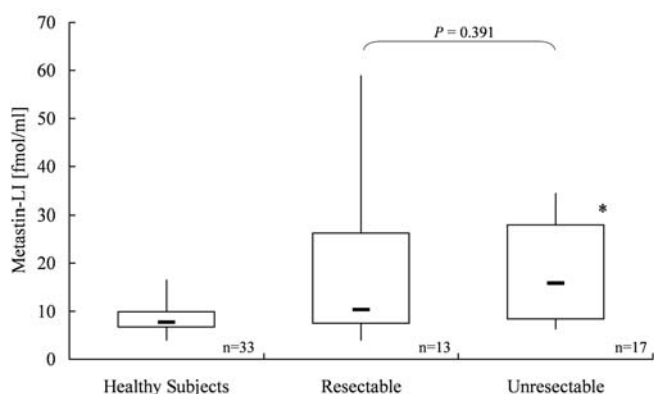 Metastin-LI [fmol/ml]
70
60
50
40
30
20
10
0
P = 0.391
*
n=33
n=13
n=17
Healthy Subjects
Resectable
Unresectable